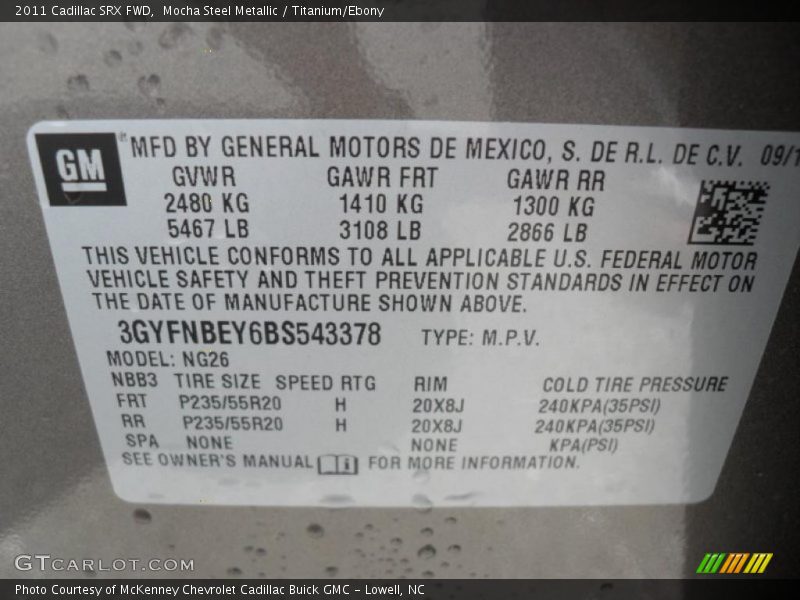 2011 Cadillac SRX FWD, Mocha Steel Metallic / Titanium/Ebony
GM ® MFD BY GENERAL MOTORS DE MEXICO, S. DE R.L. DE C.V. 09/1
GVWR GAWR FRT GAWR RR
2480 KG 1410 KG 1300 KG
5467 LB 3108 LB 2866 LB
THIS VEHICLE CONFORMS TO ALL APPLICABLE U.S. FEDERAL MOTOR
VEHICLE SAFETY AND THEFT PREVENTION STANDARDS IN EFFECT ON
THE DATE OF MANUFACTURE SHOWN ABOVE.
3GYFNBEY6BS543378 TYPE: M.P.V.
MODEL: NG26
NBB3 TIRE SIZE SPEED RTG RIM COLD TIRE PRESSURE
FRT P235/55R20 H 20X8J 240KPA(35PSI)
RR P235/55R20 H 20X8J 240KPA(35PSI)
SPA NONE NONE KPA(PSI)
SEE OWNER'S MANUAL i FOR MORE INFORMATION.
GTCARLOT.COM
Photo Courtesy of McKenney Chevrolet Cadillac Buick GMC – Lowell, NC